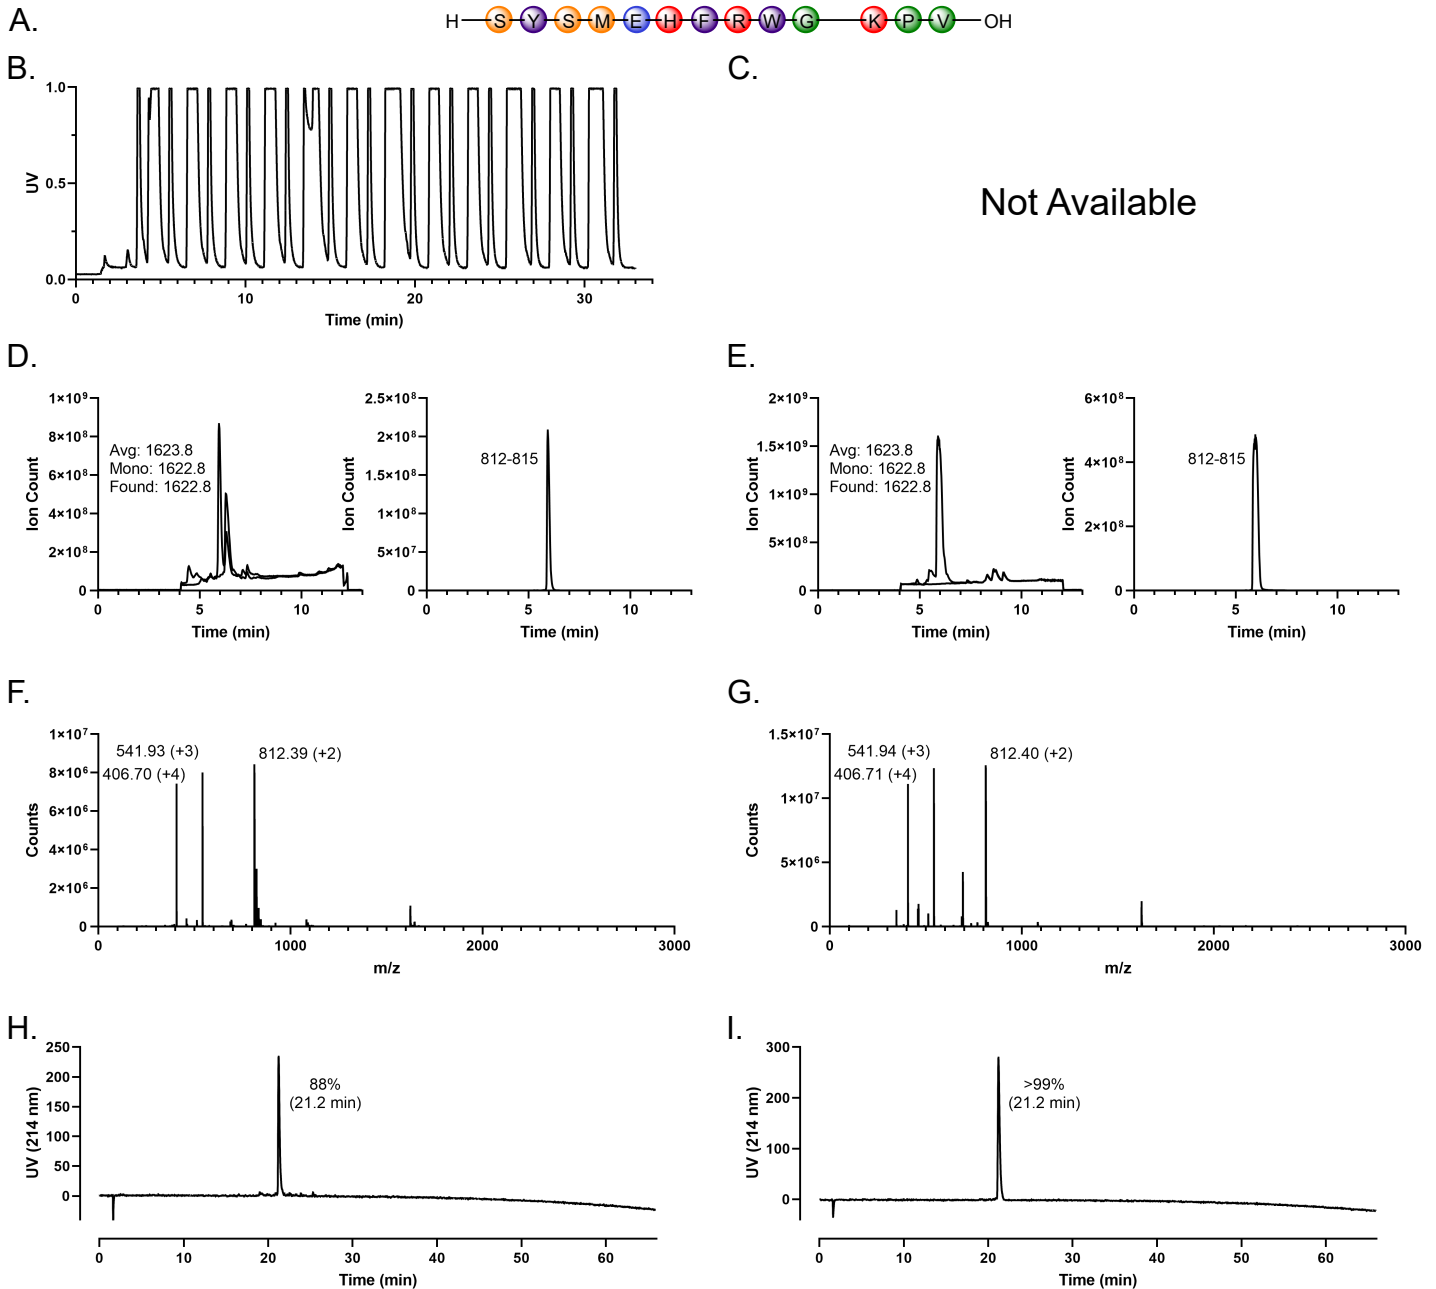 A.
H S Y S M E H F R W G K P V OH
B.
1.0
0.5
0.0
UV
0 10 20 30
Time (min)
C.
Not Available
D.
1×10⁹
8×10⁸
6×10⁸
4×10⁸
2×10⁸
0
Ion Count
Avg: 1623.8
Mono: 1622.8
Found: 1622.8
0 5 10
Time (min)
2.5×10⁸
2×10⁸
1.5×10⁸
1×10⁸
5×10⁷
0
Ion Count
812-815
0 5 10
Time (min)
E.
2×10⁹
1.5×10⁹
1×10⁹
5×10⁸
0
Ion Count
Avg: 1623.8
Mono: 1622.8
Found: 1622.8
0 5 10
Time (min)
6×10⁸
4×10⁸
2×10⁸
0
Ion Count
812-815
0 5 10
Time (min)
F.
1×10⁷
8×10⁶
6×10⁶
4×10⁶
2×10⁶
0
Counts
541.93 (+3)
812.39 (+2)
406.70 (+4)
0 1000 2000 3000
m/z
G.
1.5×10⁷
1×10⁷
5×10⁶
0
Counts
541.94 (+3)
812.40 (+2)
406.71 (+4)
0 1000 2000 3000
m/z
H.
250
200
150
100
50
0
UV (214 nm)
88%
(21.2 min)
0 10 20 30 40 50 60
Time (min)
I.
300
200
100
0
UV (214 nm)
>99%
(21.2 min)
0 10 20 30 40 50 60
Time (min)